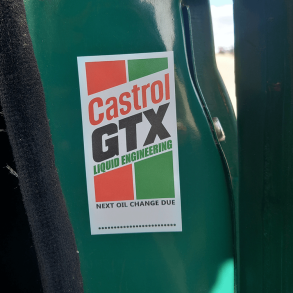 Castrol
GTX
LIQUID ENGINEERING
NEXT OIL CHANGE DUE